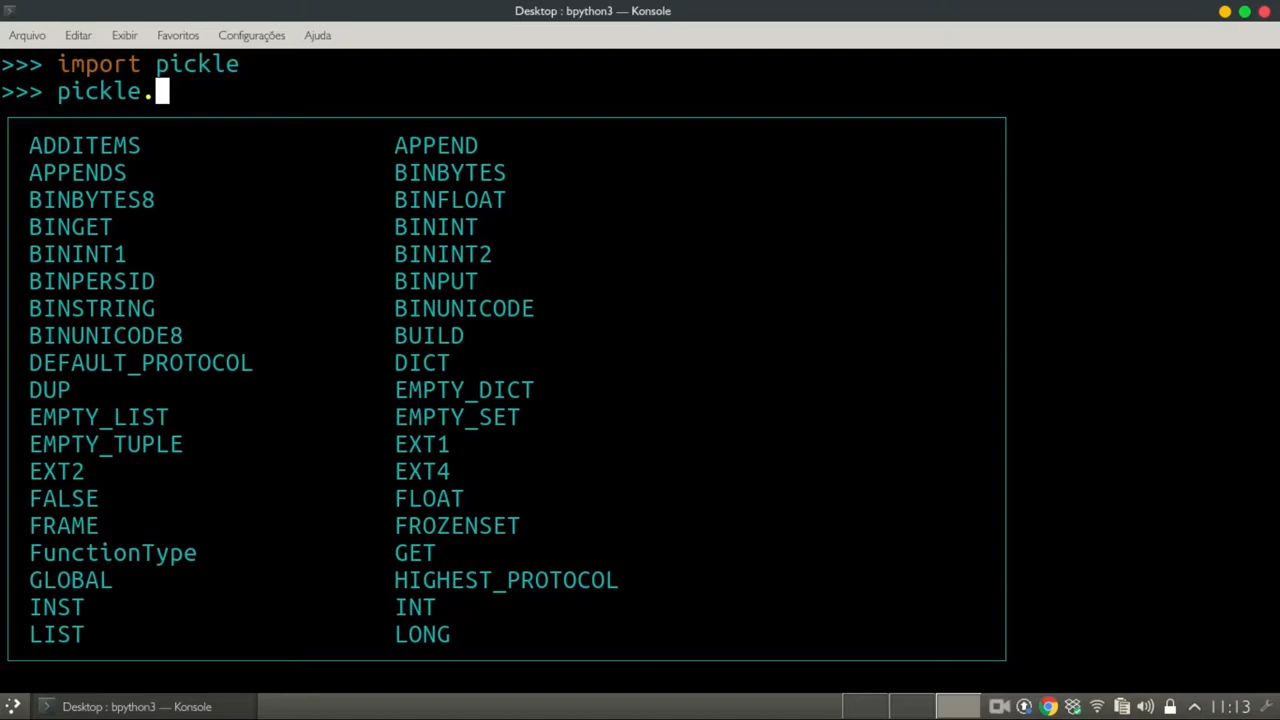 Desktop : bpython3 — Konsole
Arquivo Editar Exibir Favoritos Configurações Ajuda
>>> import pickle
>>> pickle.
ADDITEMS APPEND
APPENDS BINBYTES
BINBYTES8 BINFLOAT
BINGET BININT
BININT1 BININT2
BINPERSID BINPUT
BINSTRING BINUNICODE
BINUNICODE8 BUILD
DEFAULT_PROTOCOL DICT
DUP EMPTY_DICT
EMPTY_LIST EMPTY_SET
EMPTY_TUPLE EXT1
EXT2 EXT4
FALSE FLOAT
FRAME FROZENSET
FunctionType GET
GLOBAL HIGHEST_PROTOCOL
INST INT
LIST LONG
Desktop : bpython3 — Konsole 11:13